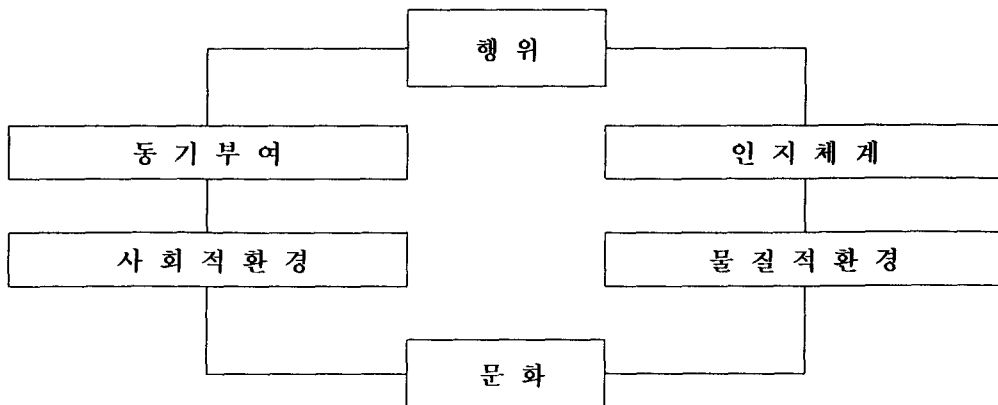 행 위
동 기 부 여
인 지 체 계
사 회 적 환 경
물 질 적 환 경
문 화